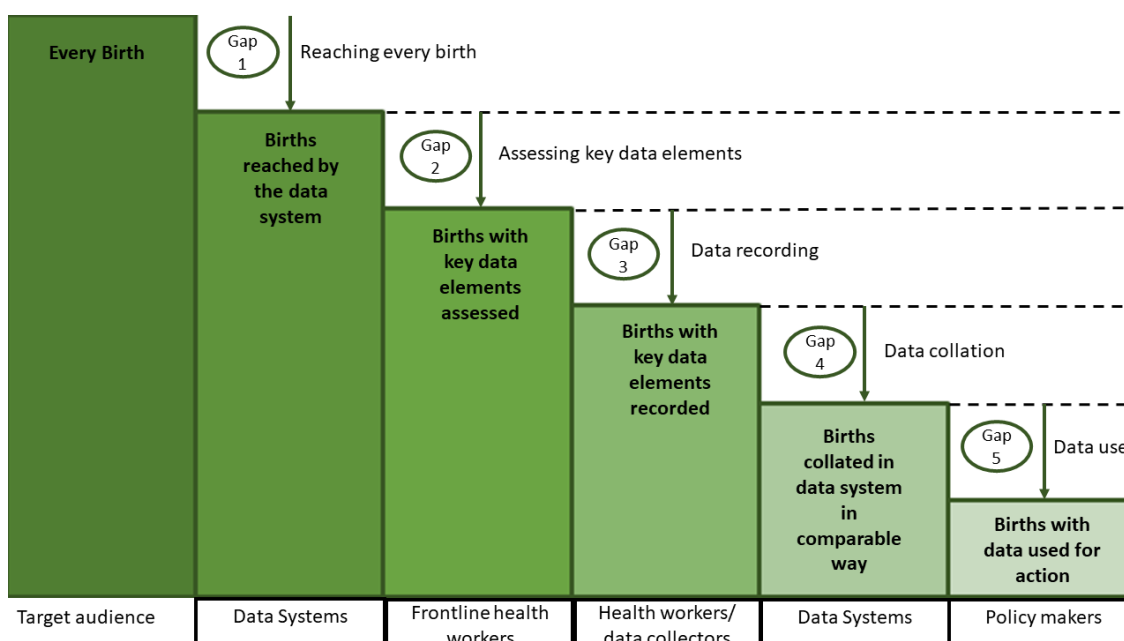 Every Birth
Gap
1
Reaching every birth
Births
reached by
the data
system
Gap
2
Assessing key data elements
Births with
key data
elements
assessed
Gap
3
Data recording
Births with
key data
elements
recorded
Gap
4
Data collation
Births
collated in
data system
in
comparable
way
Gap
5
Data use
Births with
data used for
action
Target audience
Data Systems
Frontline health
workers
Health workers/
data collectors
Data Systems
Policy makers